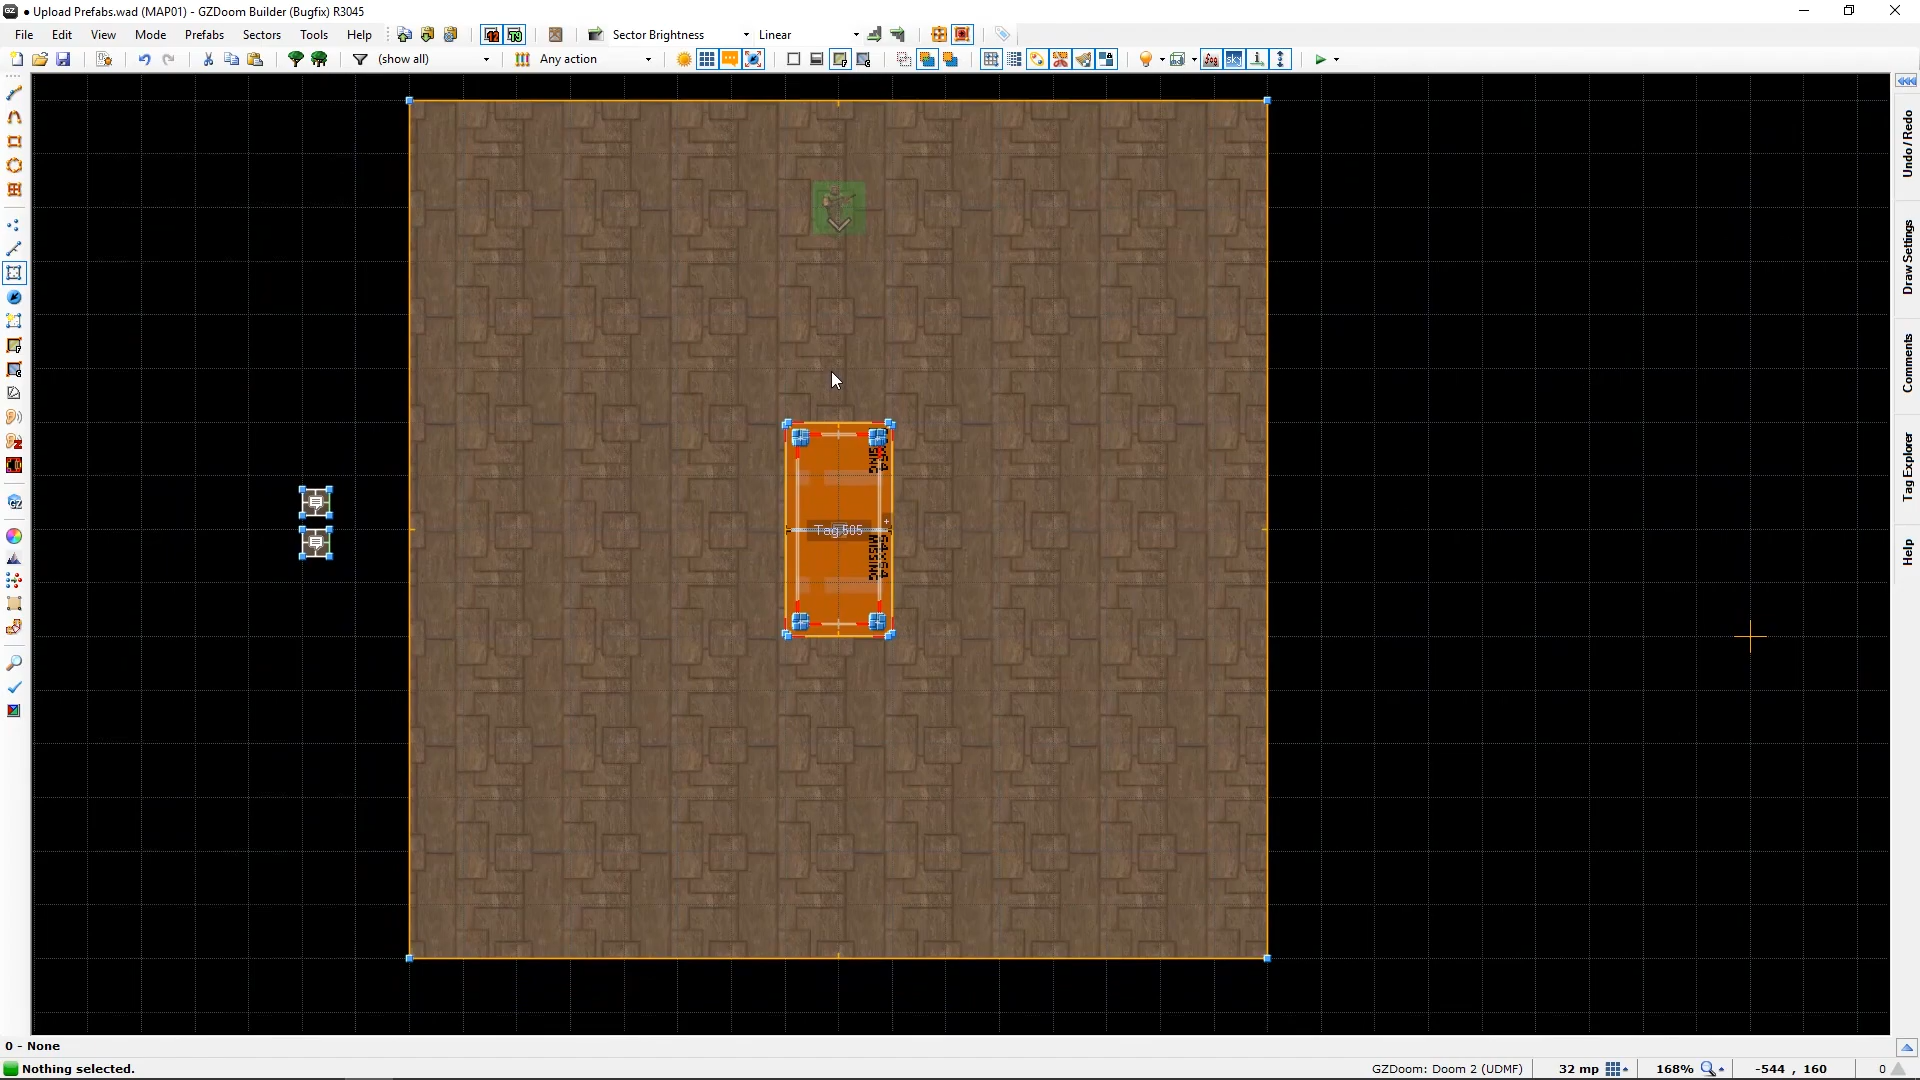 • Upload Prefabs.wad (MAP01) - GZDoom Builder (Bugfix) R3045
File Edit View Mode Prefabs Sectors Tools Help Sector Brightness Linear
(show all) Any action
Undo / Redo
Draw Settings
Comments
Tag Explorer
Help
Tag 505
64x64
MISSING
0 - None
Nothing selected.
GZDoom: Doom 2 (UDMF) 32 mp 168% -544 , 160 0